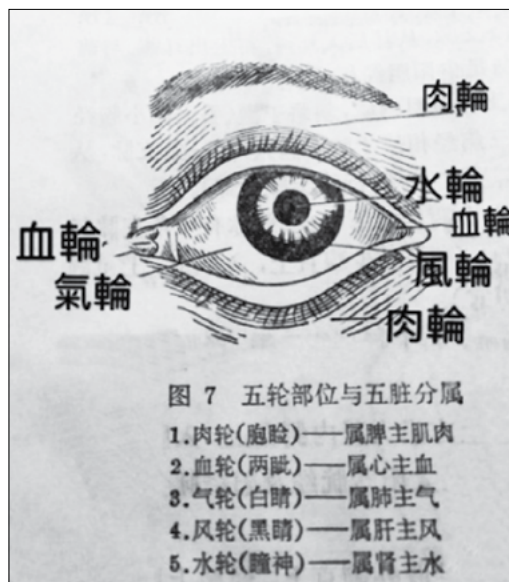 肉輪
水輪
血輪
血輪
風輪
氣輪
肉輪
图 7 五轮部位与五脏分属
1.肉轮(胞睑)——属脾主肌肉
2.血轮(两眦)——属心主血
3.气轮(白睛)——属肺主气
4.风轮(黑睛)——属肝主风
5.水轮(瞳神)——属肾主水